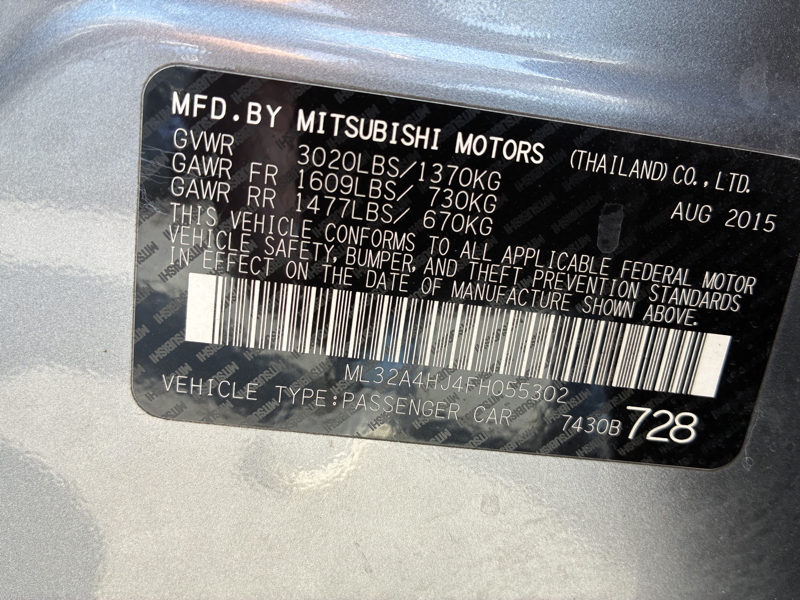 MFD.BY MITSUBISHI MOTORS (THAILAND)CO.,LTD.
GVWR 3020LBS/1370KG AUG 2015
GAWR FR 1609LBS/ 730KG
GAWR RR 1477LBS/ 670KG
THIS VEHICLE CONFORMS TO ALL APPLICABLE FEDERAL MOTOR
VEHICLE SAFETY, BUMPER, AND THEFT PREVENTION STANDARDS
IN EFFECT ON THE DATE OF MANUFACTURE SHOWN ABOVE.
ML32A4HJ4FH055302
VEHICLE TYPE:PASSENGER CAR 7430B 728